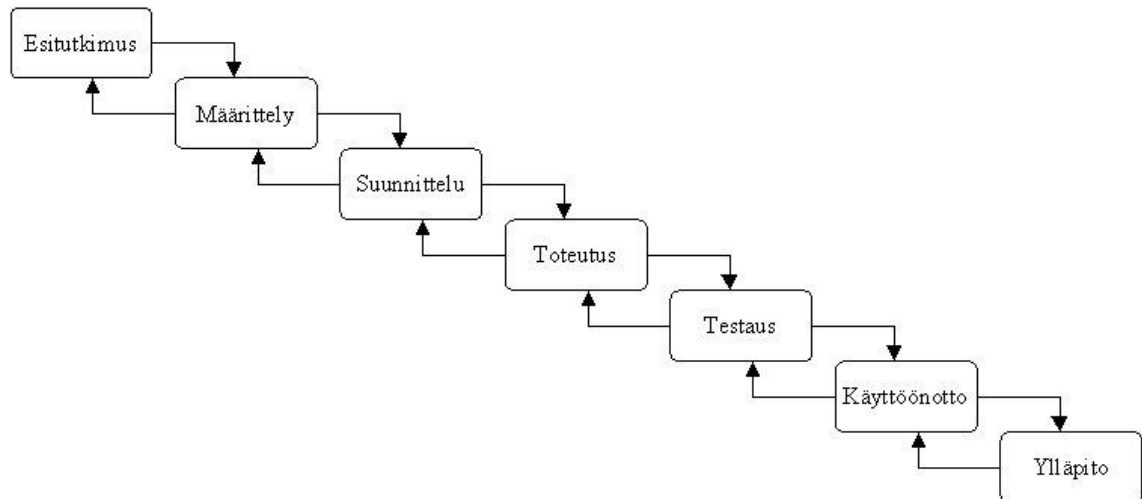 Esitutkimus
Määrittely
Suunnittelu
Toteutus
Testaus
Käyttöönotto
Ylläpito